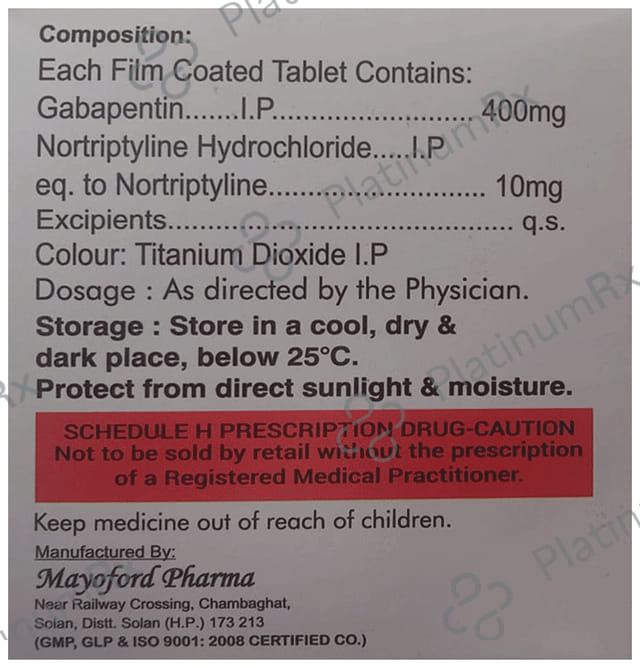 Composition:
Each Film Coated Tablet Contains:
Gabapentin.......I.P.......................... 400mg
Nortriptyline Hydrochloride.....I.P
eq. to Nortriptyline............................ 10mg
Excipients............................................ q.s.
Colour: Titanium Dioxide I.P
Dosage : As directed by the Physician.
Storage : Store in a cool, dry &
dark place, below 25°C.
Protect from direct sunlight & moisture.
SCHEDULE H PRESCRIPTION DRUG-CAUTION
Not to be sold by retail without the prescription
of a Registered Medical Practitioner.
Keep medicine out of reach of children.
Manufactured By:
Mayoford Pharma
Near Railway Crossing, Chambaghat,
Solan, Distt. Solan (H.P.) 173 213
(GMP, GLP & ISO 9001: 2008 CERTIFIED CO.)
PlatinumRx
PlatinumRx